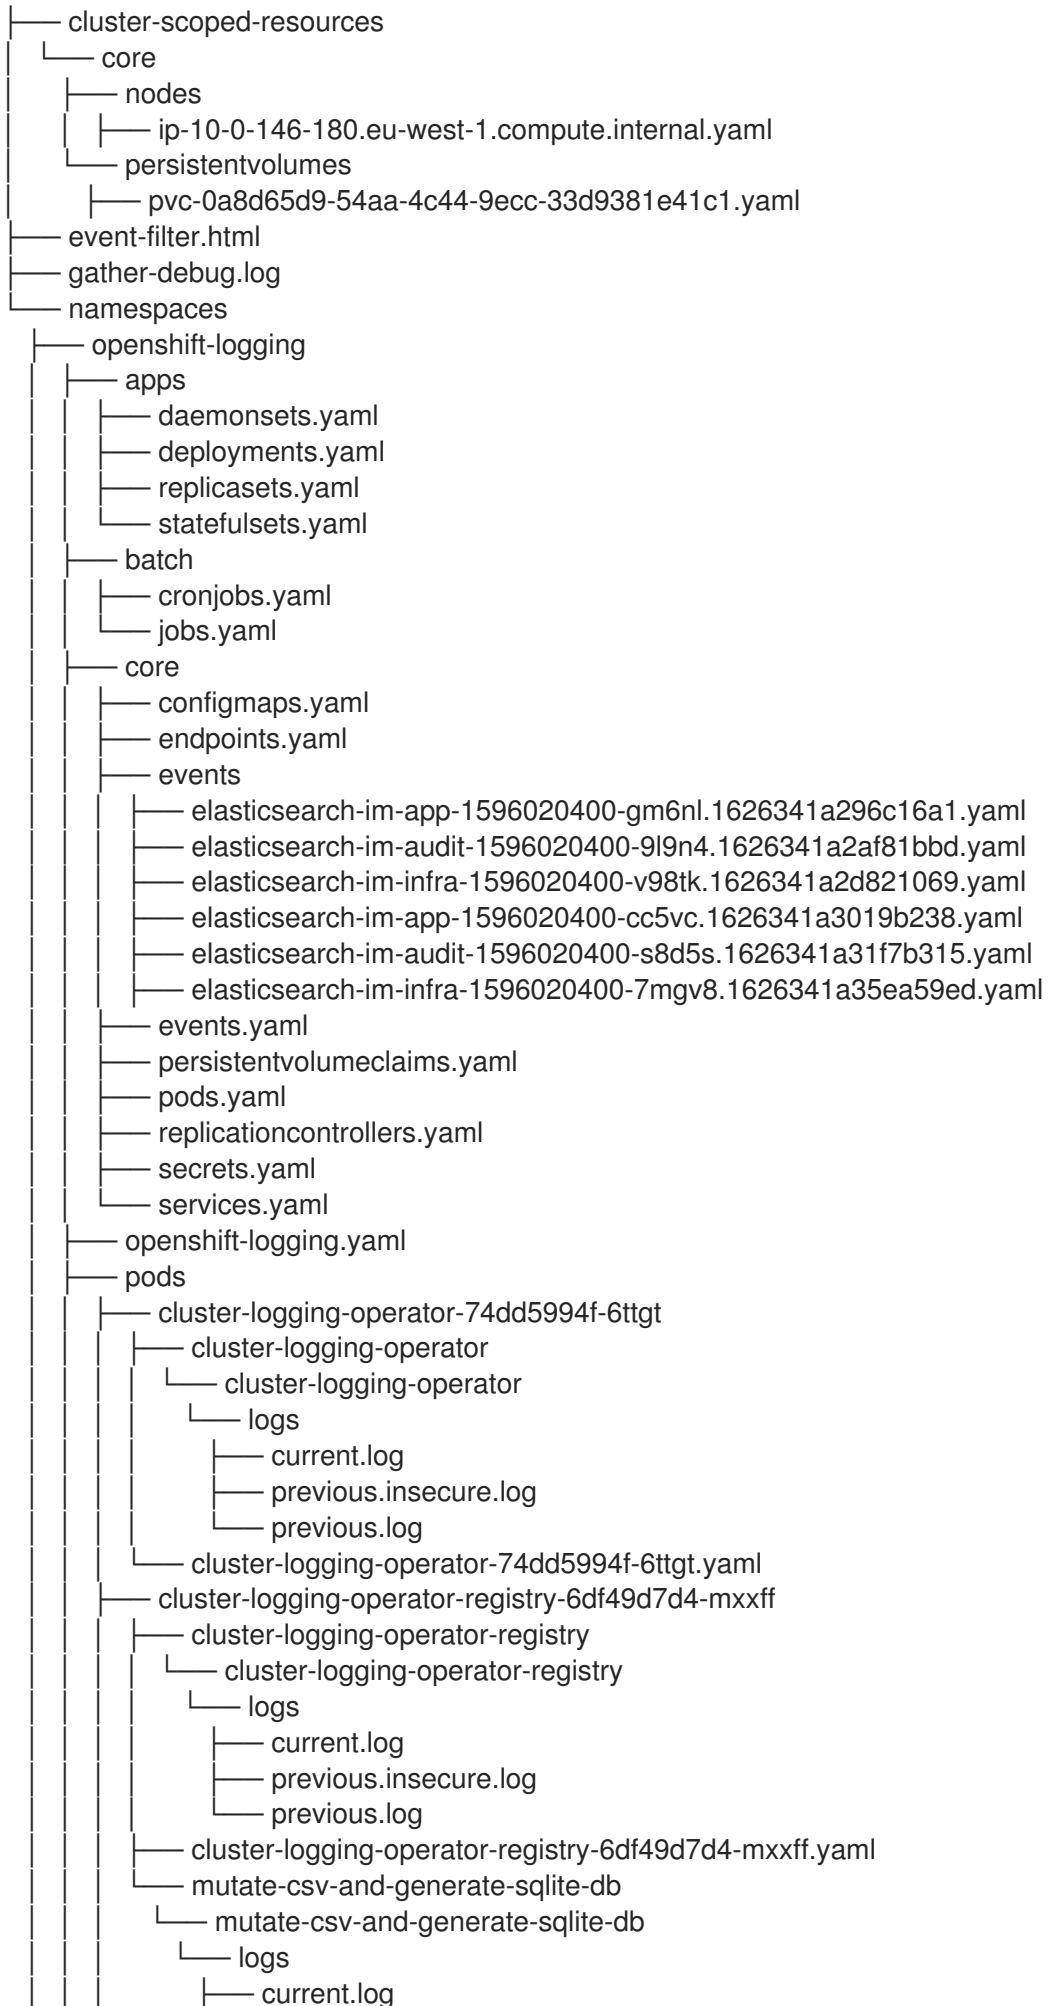 ├── cluster-scoped-resources
│ └── core
│ ├── nodes
│ │ ├── ip-10-0-146-180.eu-west-1.compute.internal.yaml
│ └── persistentvolumes
│ ├── pvc-0a8d65d9-54aa-4c44-9ecc-33d9381e41c1.yaml
├── event-filter.html
├── gather-debug.log
└── namespaces
├── openshift-logging
│ ├── apps
│ │ ├── daemonsets.yaml
│ │ ├── deployments.yaml
│ │ ├── replicasets.yaml
│ │ └── statefulsets.yaml
│ ├── batch
│ │ ├── cronjobs.yaml
│ │ └── jobs.yaml
│ ├── core
│ │ ├── configmaps.yaml
│ │ ├── endpoints.yaml
│ │ ├── events
│ │ │ ├── elasticsearch-im-app-1596020400-gm6nl.1626341a296c16a1.yaml
│ │ │ ├── elasticsearch-im-audit-1596020400-9l9n4.1626341a2af81bbd.yaml
│ │ │ ├── elasticsearch-im-infra-1596020400-v98tk.1626341a2d821069.yaml
│ │ │ ├── elasticsearch-im-app-1596020400-cc5vc.1626341a3019b238.yaml
│ │ │ ├── elasticsearch-im-audit-1596020400-s8d5s.1626341a31f7b315.yaml
│ │ │ ├── elasticsearch-im-infra-1596020400-7mgv8.1626341a35ea59ed.yaml
│ │ ├── events.yaml
│ │ ├── persistentvolumeclaims.yaml
│ │ ├── pods.yaml
│ │ ├── replicationcontrollers.yaml
│ │ ├── secrets.yaml
│ │ └── services.yaml
│ ├── openshift-logging.yaml
│ ├── pods
│ │ ├── cluster-logging-operator-74dd5994f-6ttgt
│ │ │ ├── cluster-logging-operator
│ │ │ │ └── cluster-logging-operator
│ │ │ │ └── logs
│ │ │ │ ├── current.log
│ │ │ │ ├── previous.insecure.log
│ │ │ │ └── previous.log
│ │ │ └── cluster-logging-operator-74dd5994f-6ttgt.yaml
│ │ ├── cluster-logging-operator-registry-6df49d7d4-mxxff
│ │ │ ├── cluster-logging-operator-registry
│ │ │ │ └── cluster-logging-operator-registry
│ │ │ │ └── logs
│ │ │ │ ├── current.log
│ │ │ │ ├── previous.insecure.log
│ │ │ │ └── previous.log
│ │ │ ├── cluster-logging-operator-registry-6df49d7d4-mxxff.yaml
│ │ │ └── mutate-csv-and-generate-sqlite-db
│ │ │ └── mutate-csv-and-generate-sqlite-db
│ │ │ └── logs
│ │ │ ├── current.log